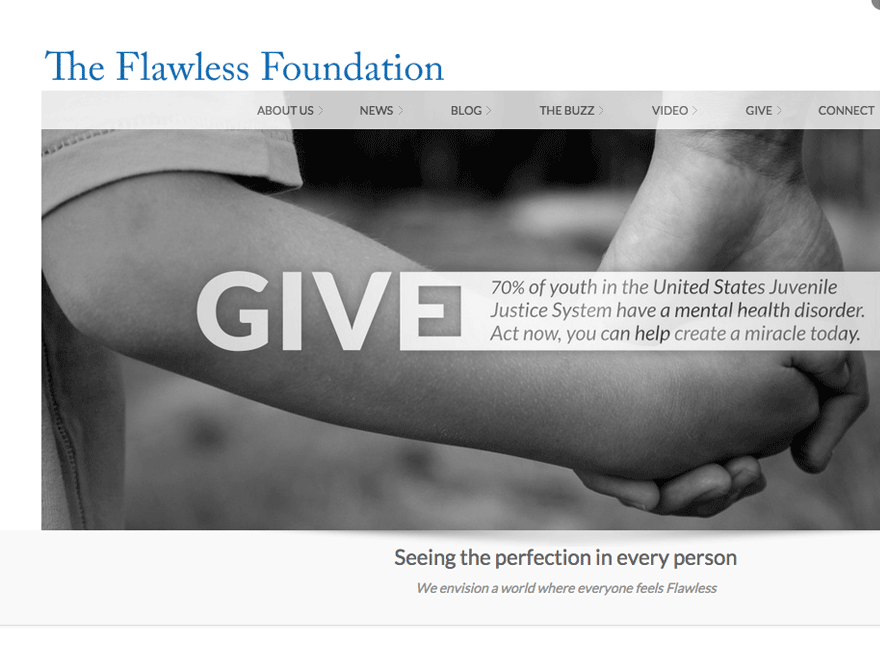 The Flawless Foundation
ABOUT US NEWS BLOG THE BUZZ VIDEO GIVE CONNECT
GIVE
70% of youth in the United States Juvenile
Justice System have a mental health disorder.
Act now, you can help create a miracle today.
Seeing the perfection in every person
We envision a world where everyone feels Flawless